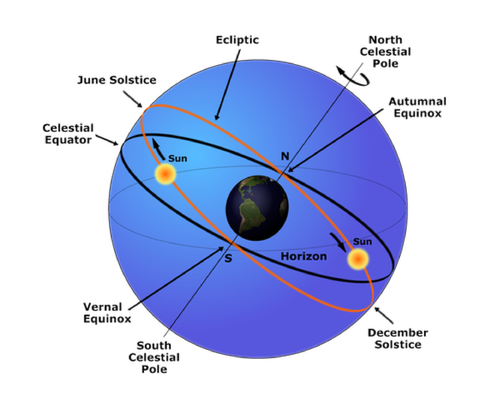 Ecliptic
North
Celestial
Pole
June Solstice
Autumnal
Equinox
Celestial
Equator
Sun
N
Sun
Horizon
S
Vernal
Equinox
December
Solstice
South
Celestial
Pole